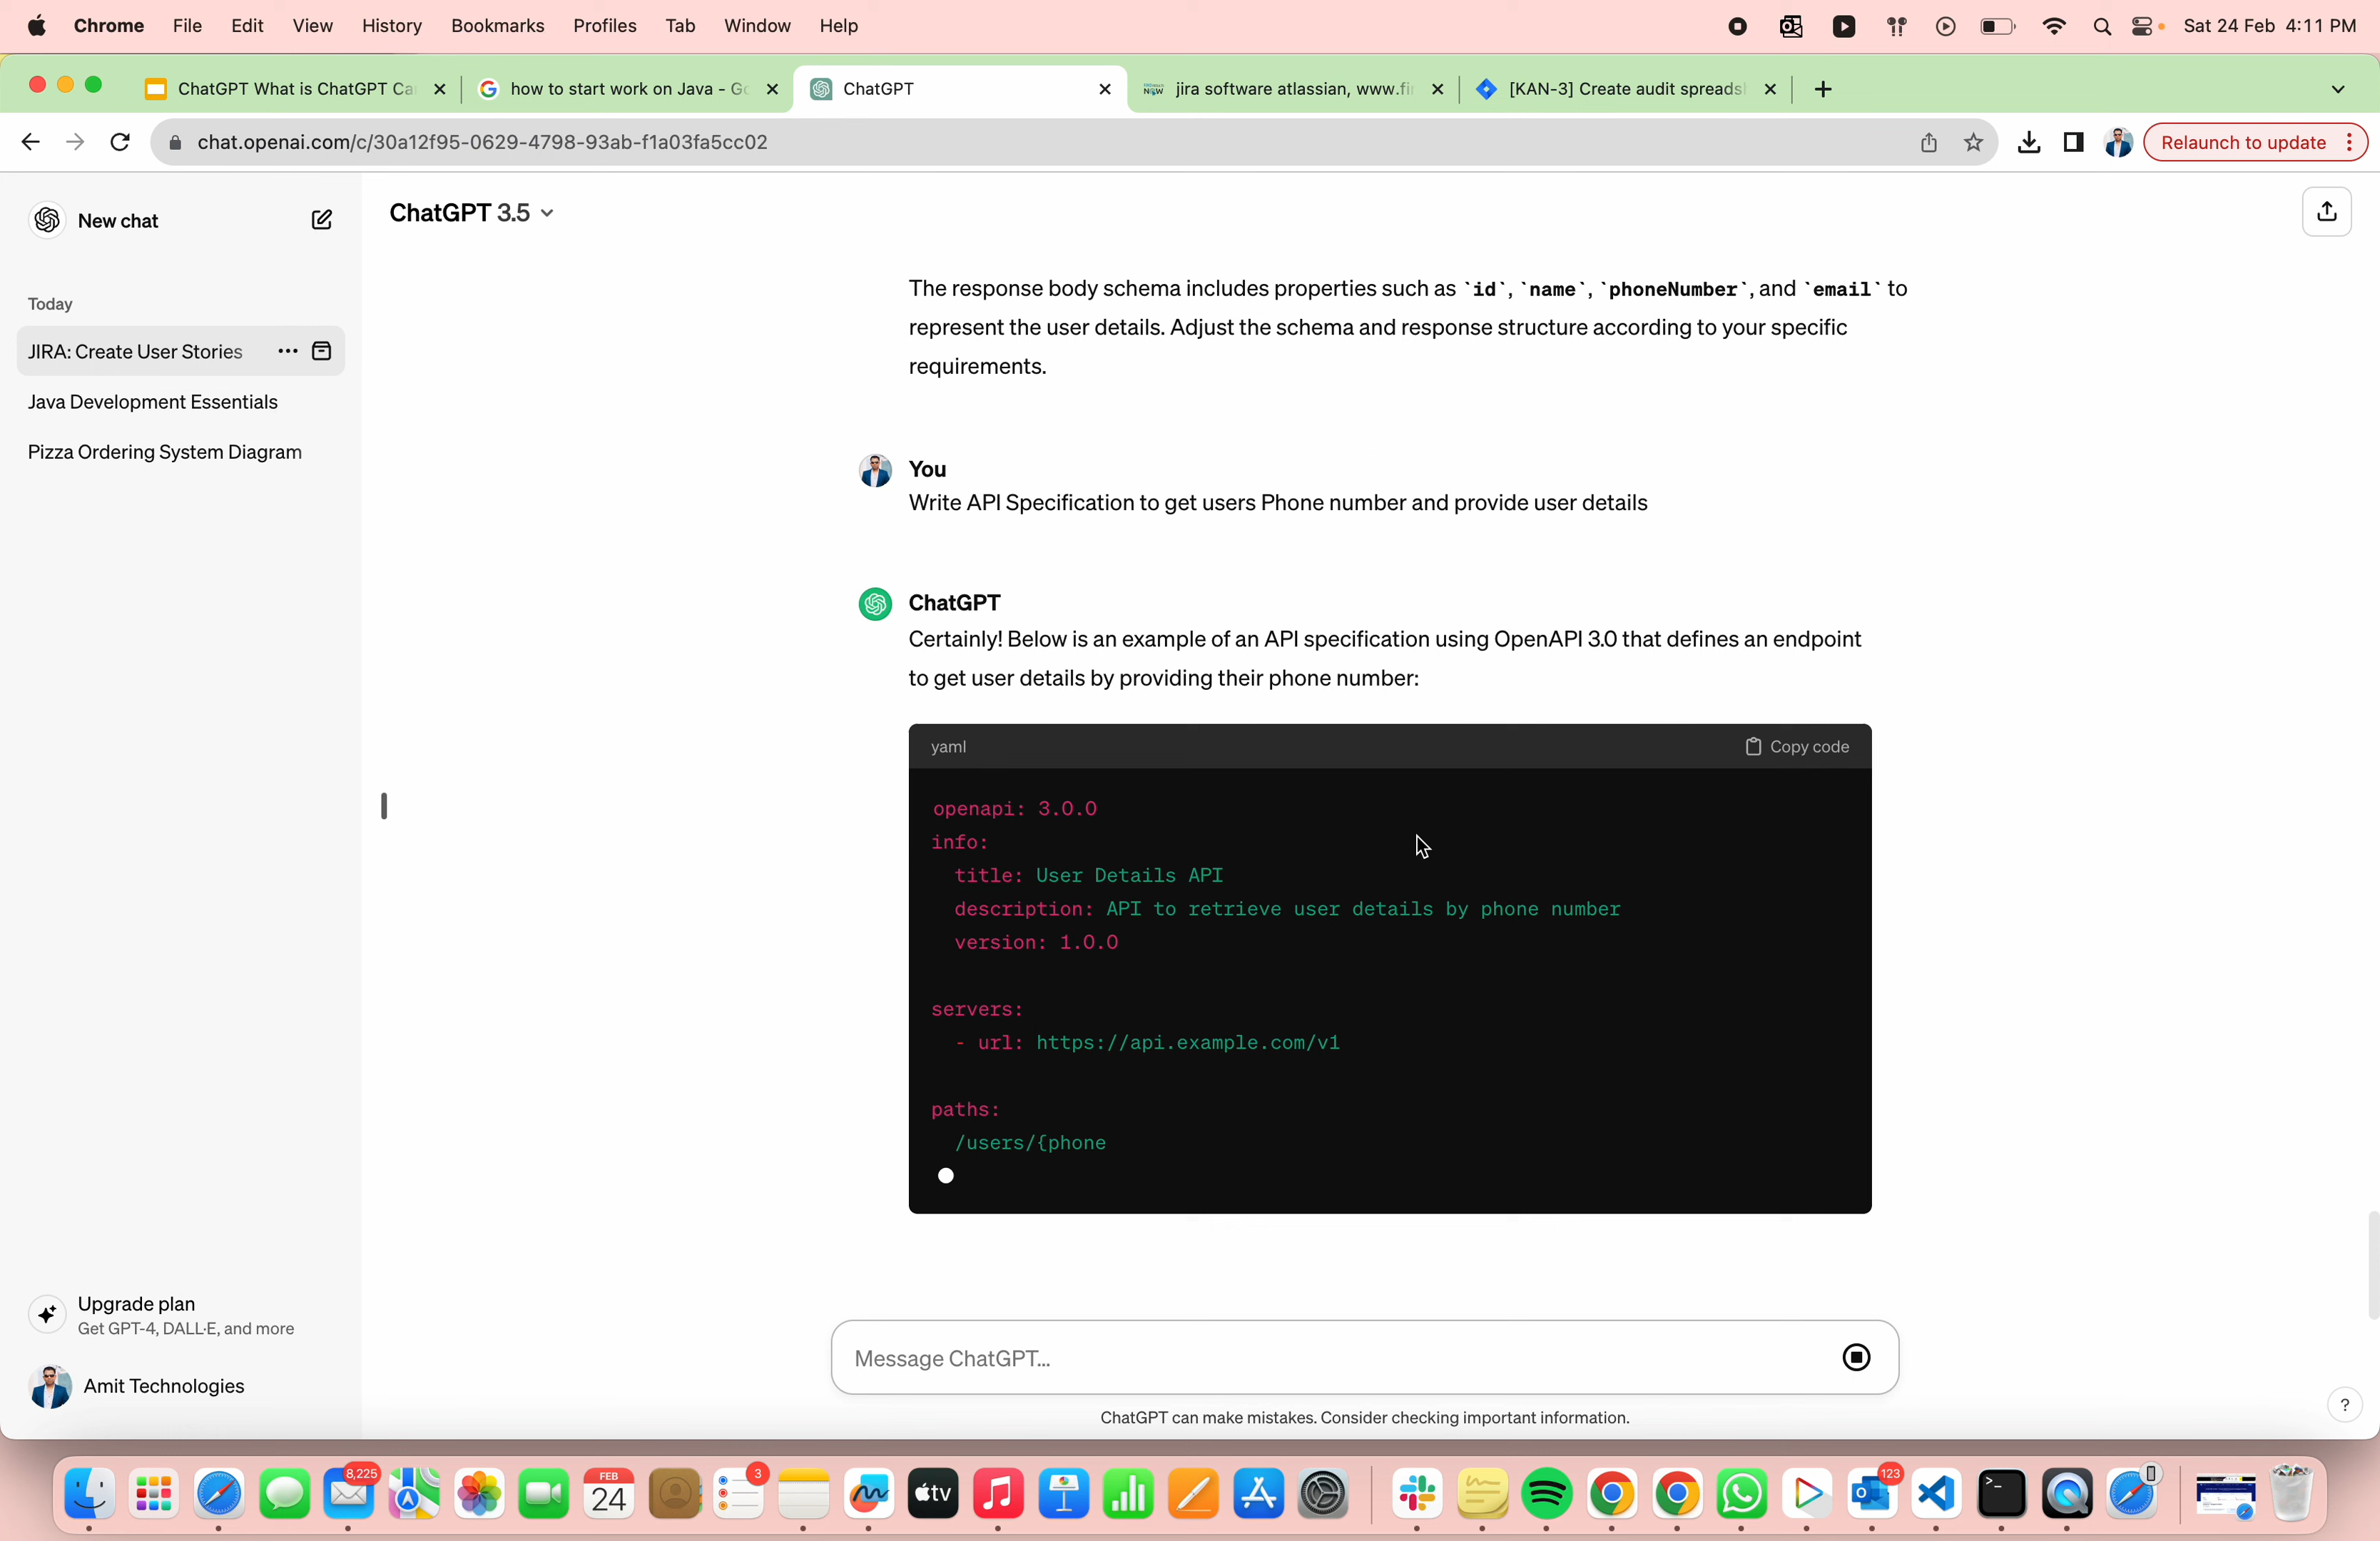 Chrome File Edit View History Bookmarks Profiles Tab Window Help Sat 24 Feb 4:11 PM
ChatGPT What is ChatGPT Ca
how to start work on Java - Go
ChatGPT
jira software atlassian, www.fi
[KAN-3] Create audit spreads
chat.openai.com/c/30a12f95-0629-4798-93ab-f1a03fa5cc02
Relaunch to update
New chat
ChatGPT 3.5
Today
JIRA: Create User Stories
Java Development Essentials
Pizza Ordering System Diagram
The response body schema includes properties such as `id`, `name`, `phoneNumber`, and `email` to
represent the user details. Adjust the schema and response structure according to your specific
requirements.
You
Write API Specification to get users Phone number and provide user details
ChatGPT
Certainly! Below is an example of an API specification using OpenAPI 3.0 that defines an endpoint
to get user details by providing their phone number:
yaml Copy code
openapi: 3.0.0
info:
title: User Details API
description: API to retrieve user details by phone number
version: 1.0.0
servers:
- url: https://api.example.com/v1
paths:
/users/{phone
Upgrade plan
Get GPT-4, DALL·E, and more
Amit Technologies
Message ChatGPT...
ChatGPT can make mistakes. Consider checking important information.
?
8,225
FEB
24
3
tv
123